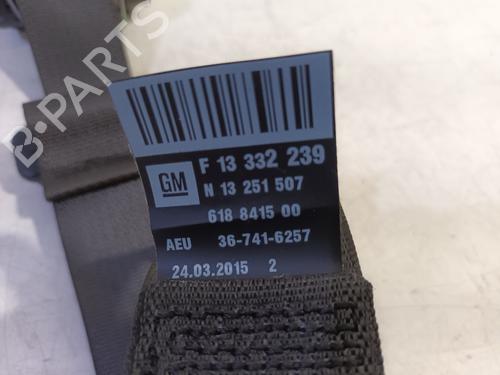 B-PARTS
GM
F 13 332 239
N 13 251 507
618 8415 00
AEU 36-741-6257
24.03.2015 2